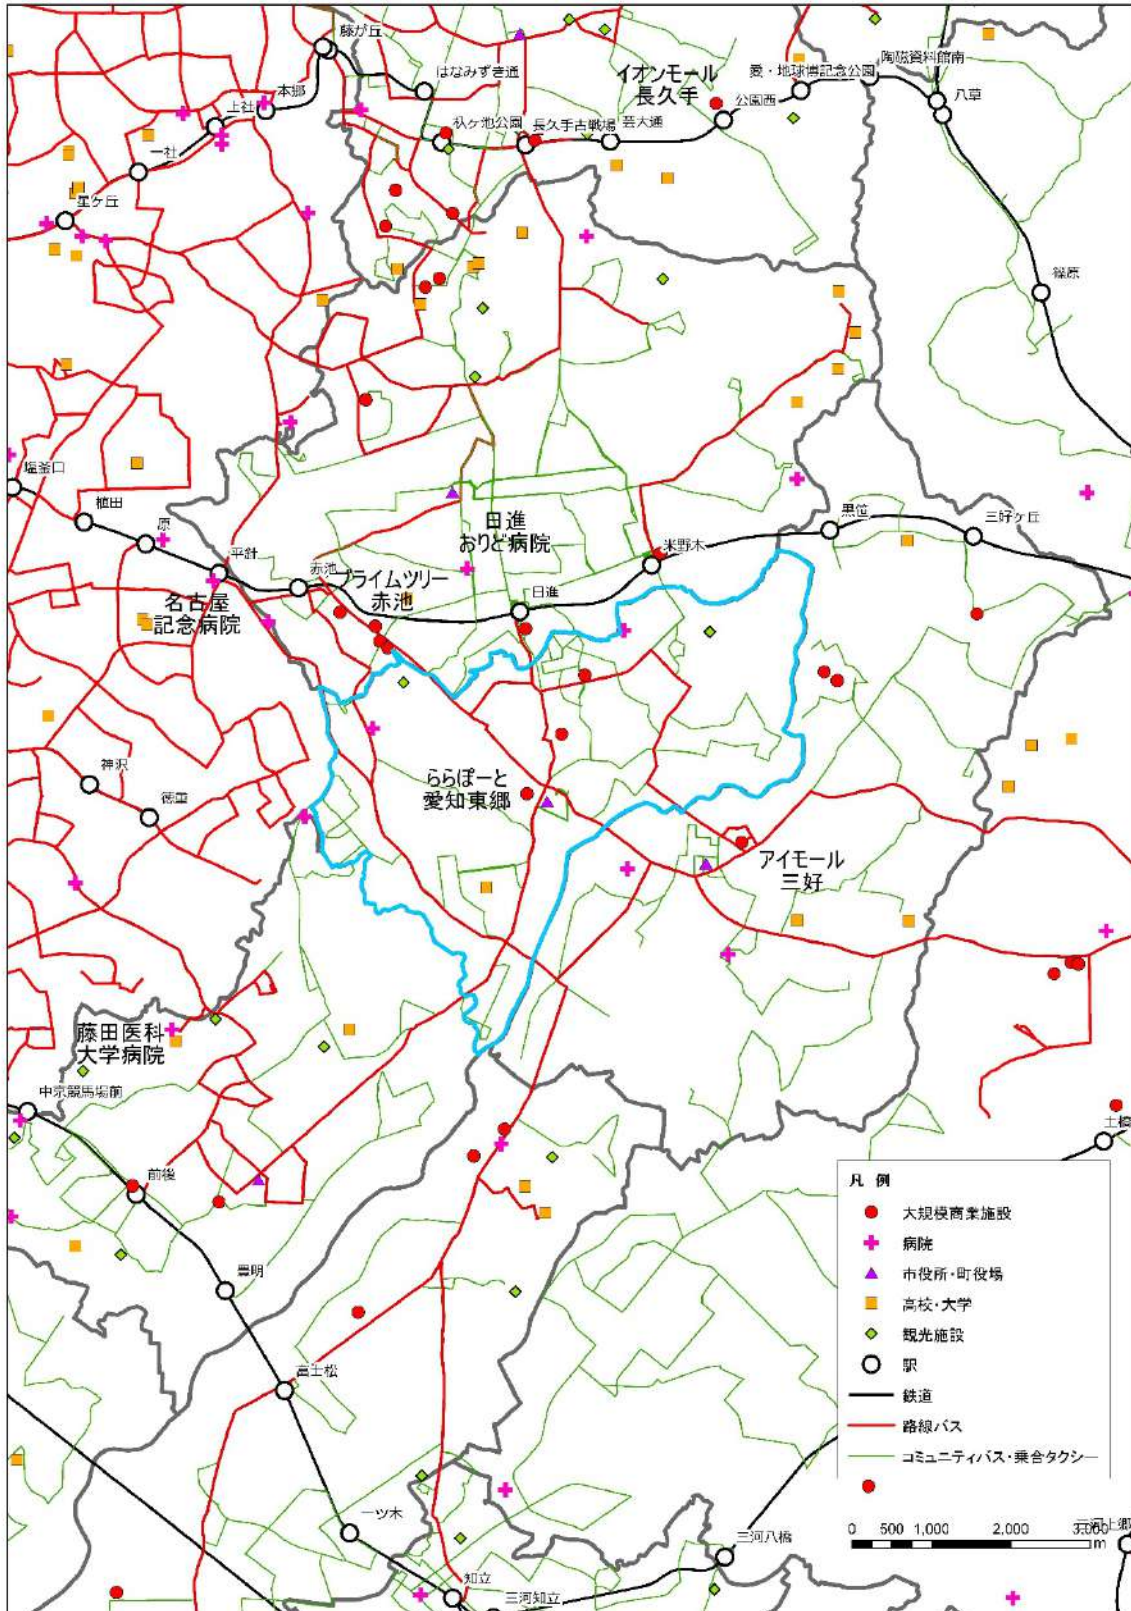 藤が丘
はなみずき通
イオンモール
長久手
愛・地球博記念公園
陶磁資料館南
八草
本郷
上社
公園西
杁ヶ池公園
長久手古戦場
芸大通
一社
星ヶ丘
篠原
塩釜口
植田
原
平針
赤池
日進
おりど病院
米野木
黒笹
三好ヶ丘
プライムツリー
赤池
日進
名古屋
記念病院
神沢
徳重
ららぽーと
愛知東郷
アイモール
三好
藤田医科
大学病院
中京競馬場前
前後
土橋
豊明
富士松
一ツ木
知立
三河知立
三河八橋
三河上郷
凡 例
大規模商業施設
病院
市役所・町役場
高校・大学
観光施設
駅
鉄道
路線バス
コミュニティバス・乗合タクシー
0 500 1,000 2,000 3,000
m